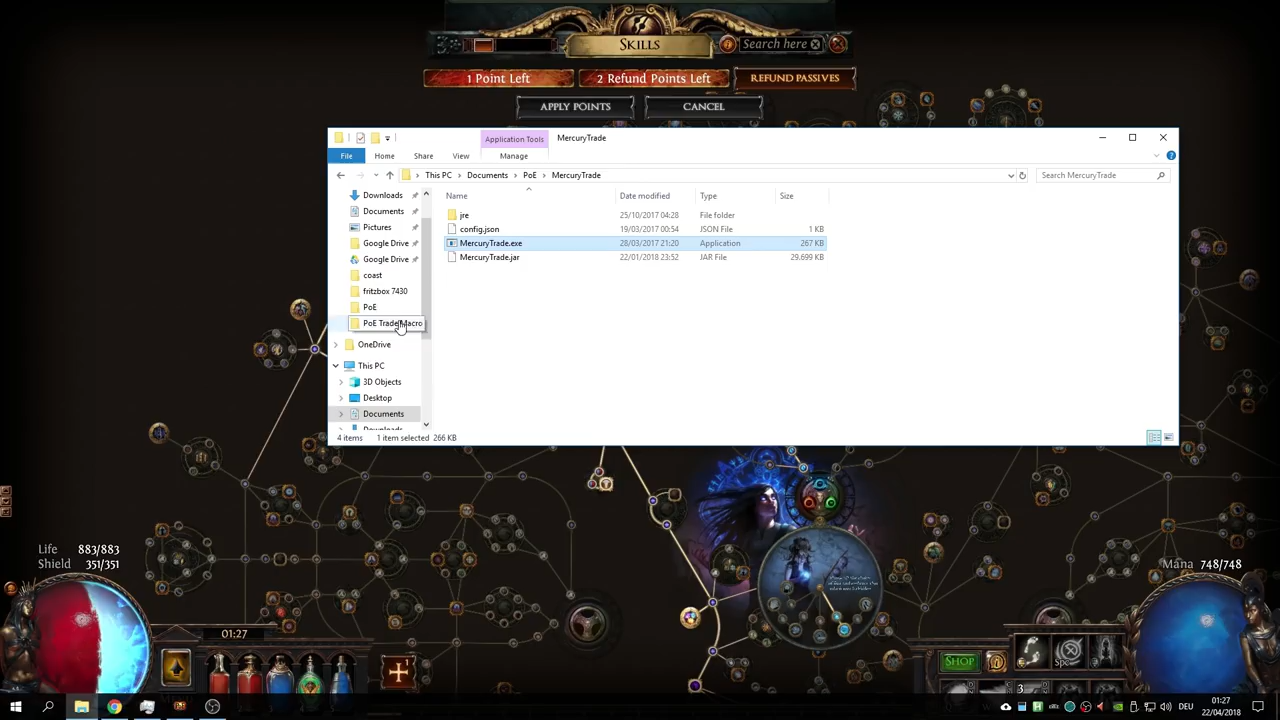 SKILLS
Search here
1 Point Left
2 Refund Points Left
REFUND PASSIVES
APPLY POINTS
CANCEL
Application Tools
MercuryTrade
File
Home
Share
View
Manage
This PC > Documents > PoE > MercuryTrade
Search MercuryTrade
Name
Date modified
Type
Size
jre
25/10/2017 04:28
File folder
config.json
19/03/2017 00:54
JSON File
1 KB
MercuryTrade.exe
28/03/2017 21:20
Application
267 KB
MercuryTrade.jar
22/01/2018 23:52
JAR File
29.699 KB
Downloads
Documents
Pictures
Google Drive
Google Drive
coast
fritzbox 7430
PoE
PoE TradeMacro
OneDrive
This PC
3D Objects
Desktop
Documents
Downloads
4 items
1 item selected 266 KB
Life 883/883
Shield 351/351
Mana 748/748
01:27
SHOP
3
DEU
01:27
22/04/2018